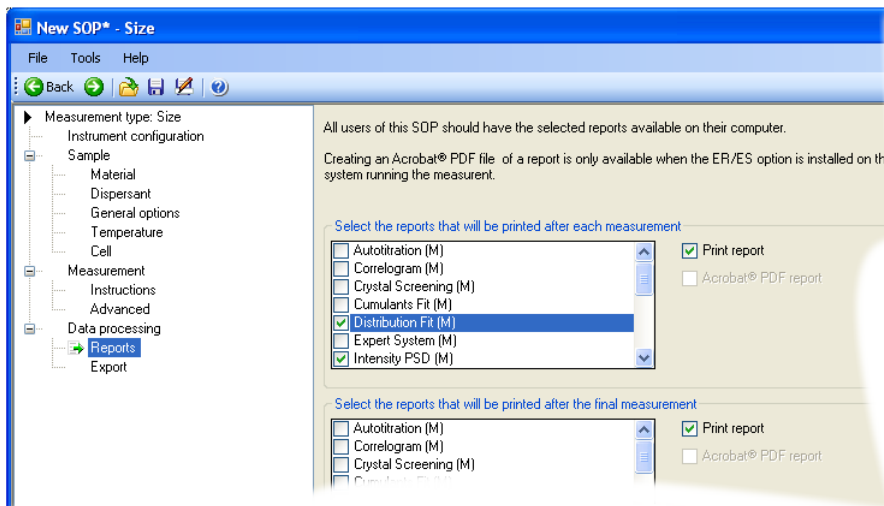 New SOP* - Size
File Tools Help
Back
Measurement type: Size
Instrument configuration
Sample
Material
Dispersant
General options
Temperature
Cell
Measurement
Instructions
Advanced
Data processing
Reports
Export
All users of this SOP should have the selected reports available on their computer.
Creating an Acrobat® PDF file of a report is only available when the ER/ES option is installed on th
system running the measurent.
Select the reports that will be printed after each measurement
Autotitration (M)
Correlogram (M)
Crystal Screening (M)
Cumulants Fit (M)
Distribution Fit (M)
Expert System (M)
Intensity PSD (M)
Print report
Acrobat® PDF report
Select the reports that will be printed after the final measurement
Autotitration (M)
Correlogram (M)
Crystal Screening (M)
Print report
Acrobat® PDF report